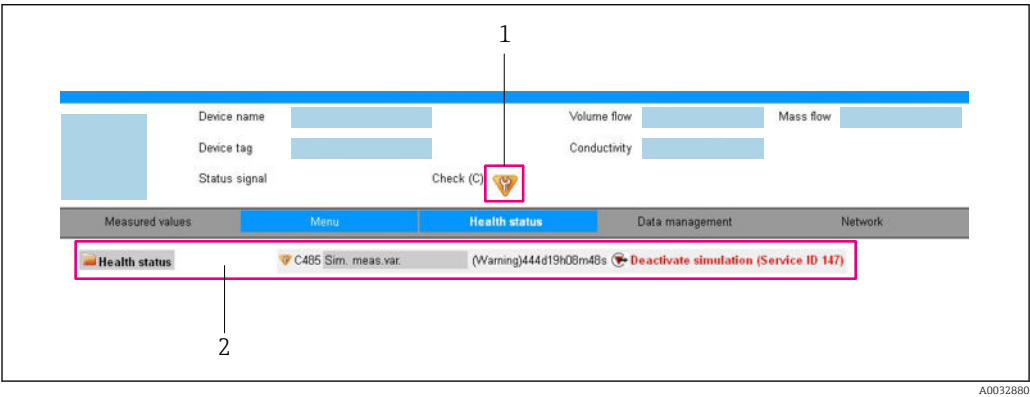 1
Device name
Volume flow
Mass flow
Device tag
Conductivity
Status signal
Check (C)
Measured values
Menu
Health status
Data management
Network
Health status
C485 Sim. meas.var.
(Warning)444d19h08m48s
Deactivate simulation (Service ID 147)
2
A0032880